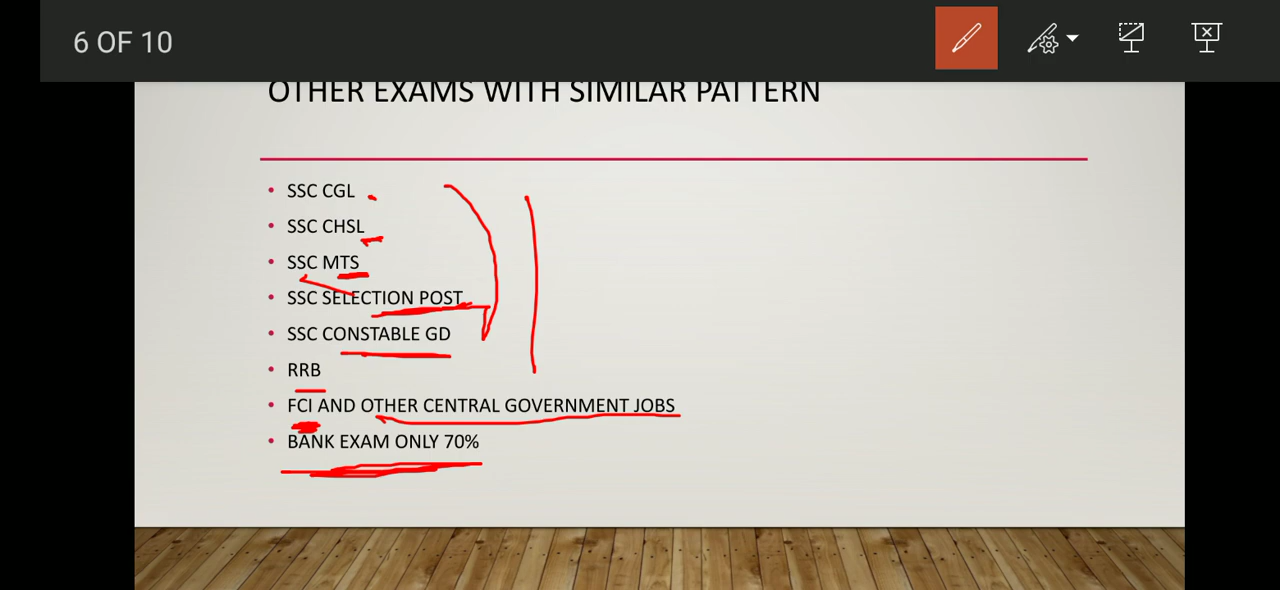 6 OF 10
OTHER EXAMS WITH SIMILAR PATTERN
• SSC CGL
• SSC CHSL
• SSC MTS
• SSC SELECTION POST
• SSC CONSTABLE GD
• RRB
• FCI AND OTHER CENTRAL GOVERNMENT JOBS
• BANK EXAM ONLY 70%